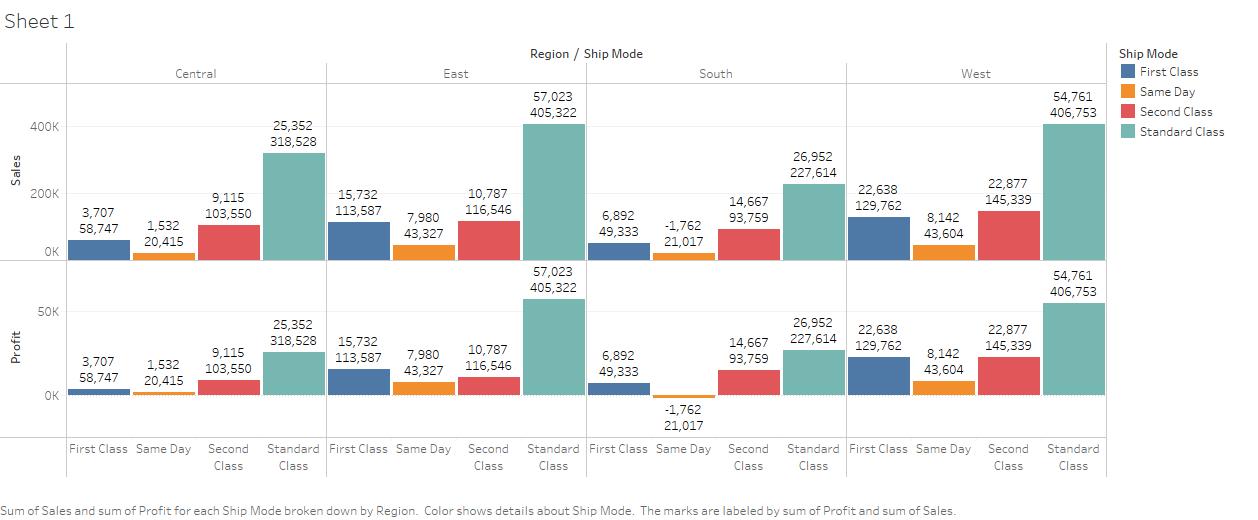 Sheet 1
Region / Ship Mode
Central East South West
Ship Mode
First Class
Same Day
Second Class
Standard Class
Sales
400K
200K
0K
3,707
58,747
1,532
20,415
9,115
103,550
25,352
318,528
15,732
113,587
7,980
43,327
10,787
116,546
57,023
405,322
6,892
49,333
-1,762
21,017
14,667
93,759
26,952
227,614
22,638
129,762
8,142
43,604
22,877
145,339
54,761
406,753
Profit
50K
0K
3,707
58,747
1,532
20,415
9,115
103,550
25,352
318,528
15,732
113,587
7,980
43,327
10,787
116,546
57,023
405,322
6,892
49,333
-1,762
21,017
14,667
93,759
26,952
227,614
22,638
129,762
8,142
43,604
22,877
145,339
54,761
406,753
First Class
Same Day
Second
Class
Standard
Class
First Class
Same Day
Second
Class
Standard
Class
First Class
Same Day
Second
Class
Standard
Class
First Class
Same Day
Second
Class
Standard
Class
Sum of Sales and sum of Profit for each Ship Mode broken down by Region. Color shows details about Ship Mode. The marks are labeled by sum of Profit and sum of Sales.